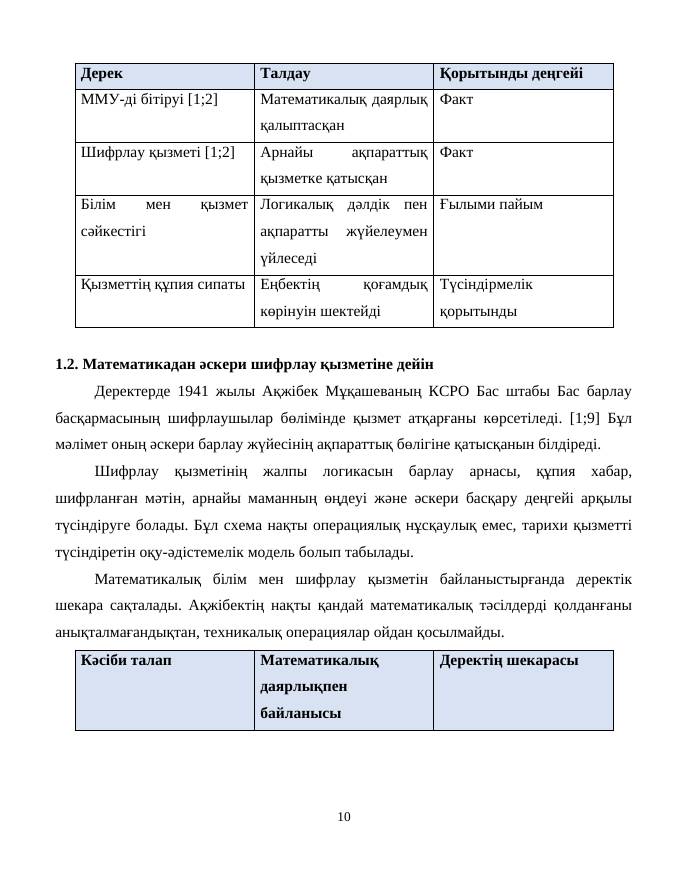 Дерек Талдау Қорытынды деңгейі
ММУ-ді бітіруі [1;2] Математикалық даярлық Факт
қалыптасқан
Шифрлау қызметі [1;2] Арнайы ақпараттық Факт
қызметке қатысқан
Білім мен қызмет Логикалық дәлдік пен Ғылыми пайым
сәйкестігі ақпаратты жүйелеумен
үйлеседі
Қызметтің құпия сипаты Еңбектің қоғамдық Түсіндірмелік
көрінуін шектейді қорытынды
1.2. Математикадан әскери шифрлау қызметіне дейін
Деректерде 1941 жылы Ақжібек Мұқашеваның КСРО Бас штабы Бас барлау
басқармасының шифрлаушылар бөлімінде қызмет атқарғаны көрсетіледі. [1;9] Бұл
мәлімет оның әскери барлау жүйесінің ақпараттық бөлігіне қатысқанын білдіреді.
Шифрлау қызметінің жалпы логикасын барлау арнасы, құпия хабар,
шифрланған мәтін, арнайы маманның өңдеуі және әскери басқару деңгейі арқылы
түсіндіруге болады. Бұл схема нақты операциялық нұсқаулық емес, тарихи қызметті
түсіндіретін оқу-әдістемелік модель болып табылады.
Математикалық білім мен шифрлау қызметін байланыстырғанда деректік
шекара сақталады. Ақжібектің нақты қандай математикалық тәсілдерді қолданғаны
анықталмағандықтан, техникалық операциялар ойдан қосылмайды.
Кәсіби талап Математикалық Деректің шекарасы
даярлықпен
байланысы
10